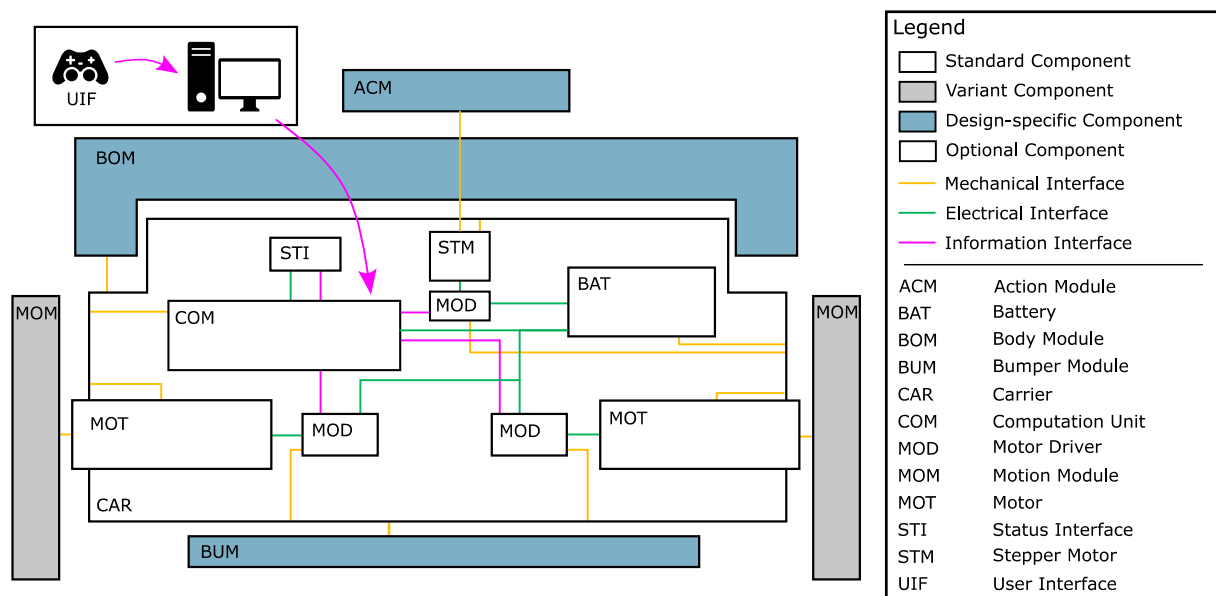 UIF
ACM
BOM
STI
STM
BAT
MOD
COM
MOM
MOM
MOT
MOD
MOD
MOT
CAR
BUM
Legend
Standard Component
Variant Component
Design-specific Component
Optional Component
Mechanical Interface
Electrical Interface
Information Interface
ACM Action Module
BAT Battery
BOM Body Module
BUM Bumper Module
CAR Carrier
COM Computation Unit
MOD Motor Driver
MOM Motion Module
MOT Motor
STI Status Interface
STM Stepper Motor
UIF User Interface